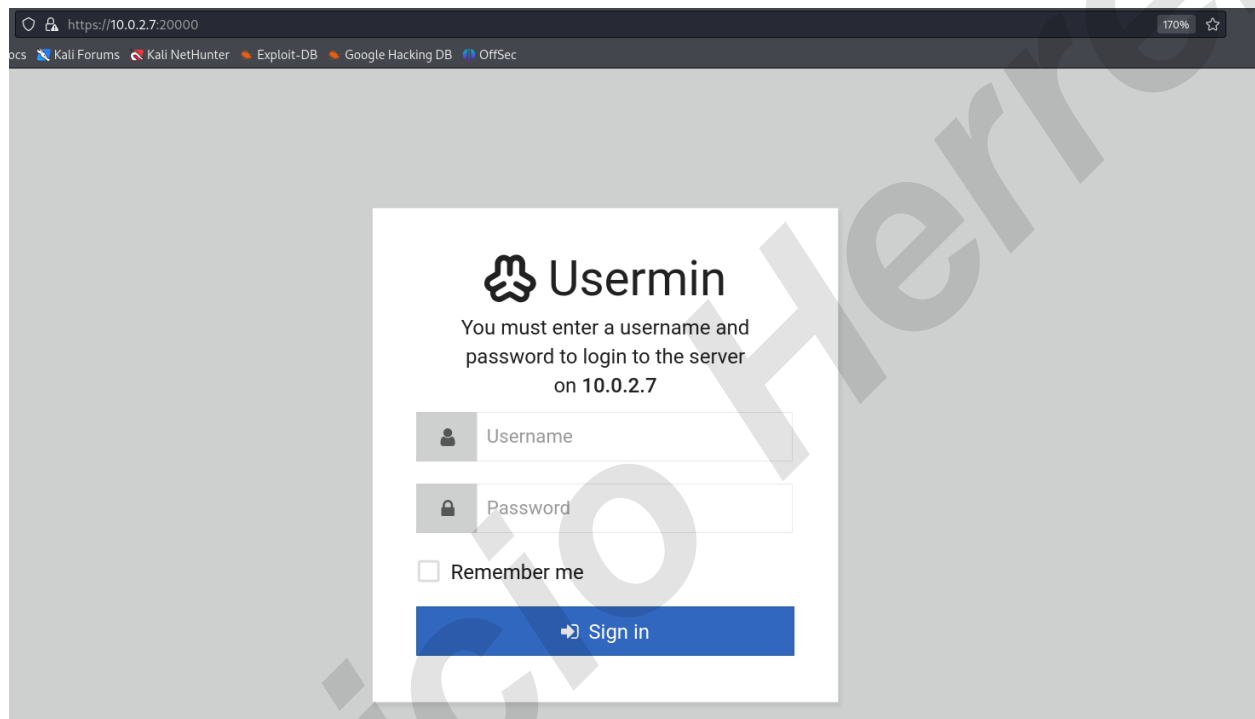 https://10.0.2.7:20000
170%
ocs Kali Forums Kali NetHunter Exploit-DB Google Hacking DB OffSec
Usermin
You must enter a username and
password to login to the server
on 10.0.2.7
Username
Password
Remember me
Sign in
icio Herre